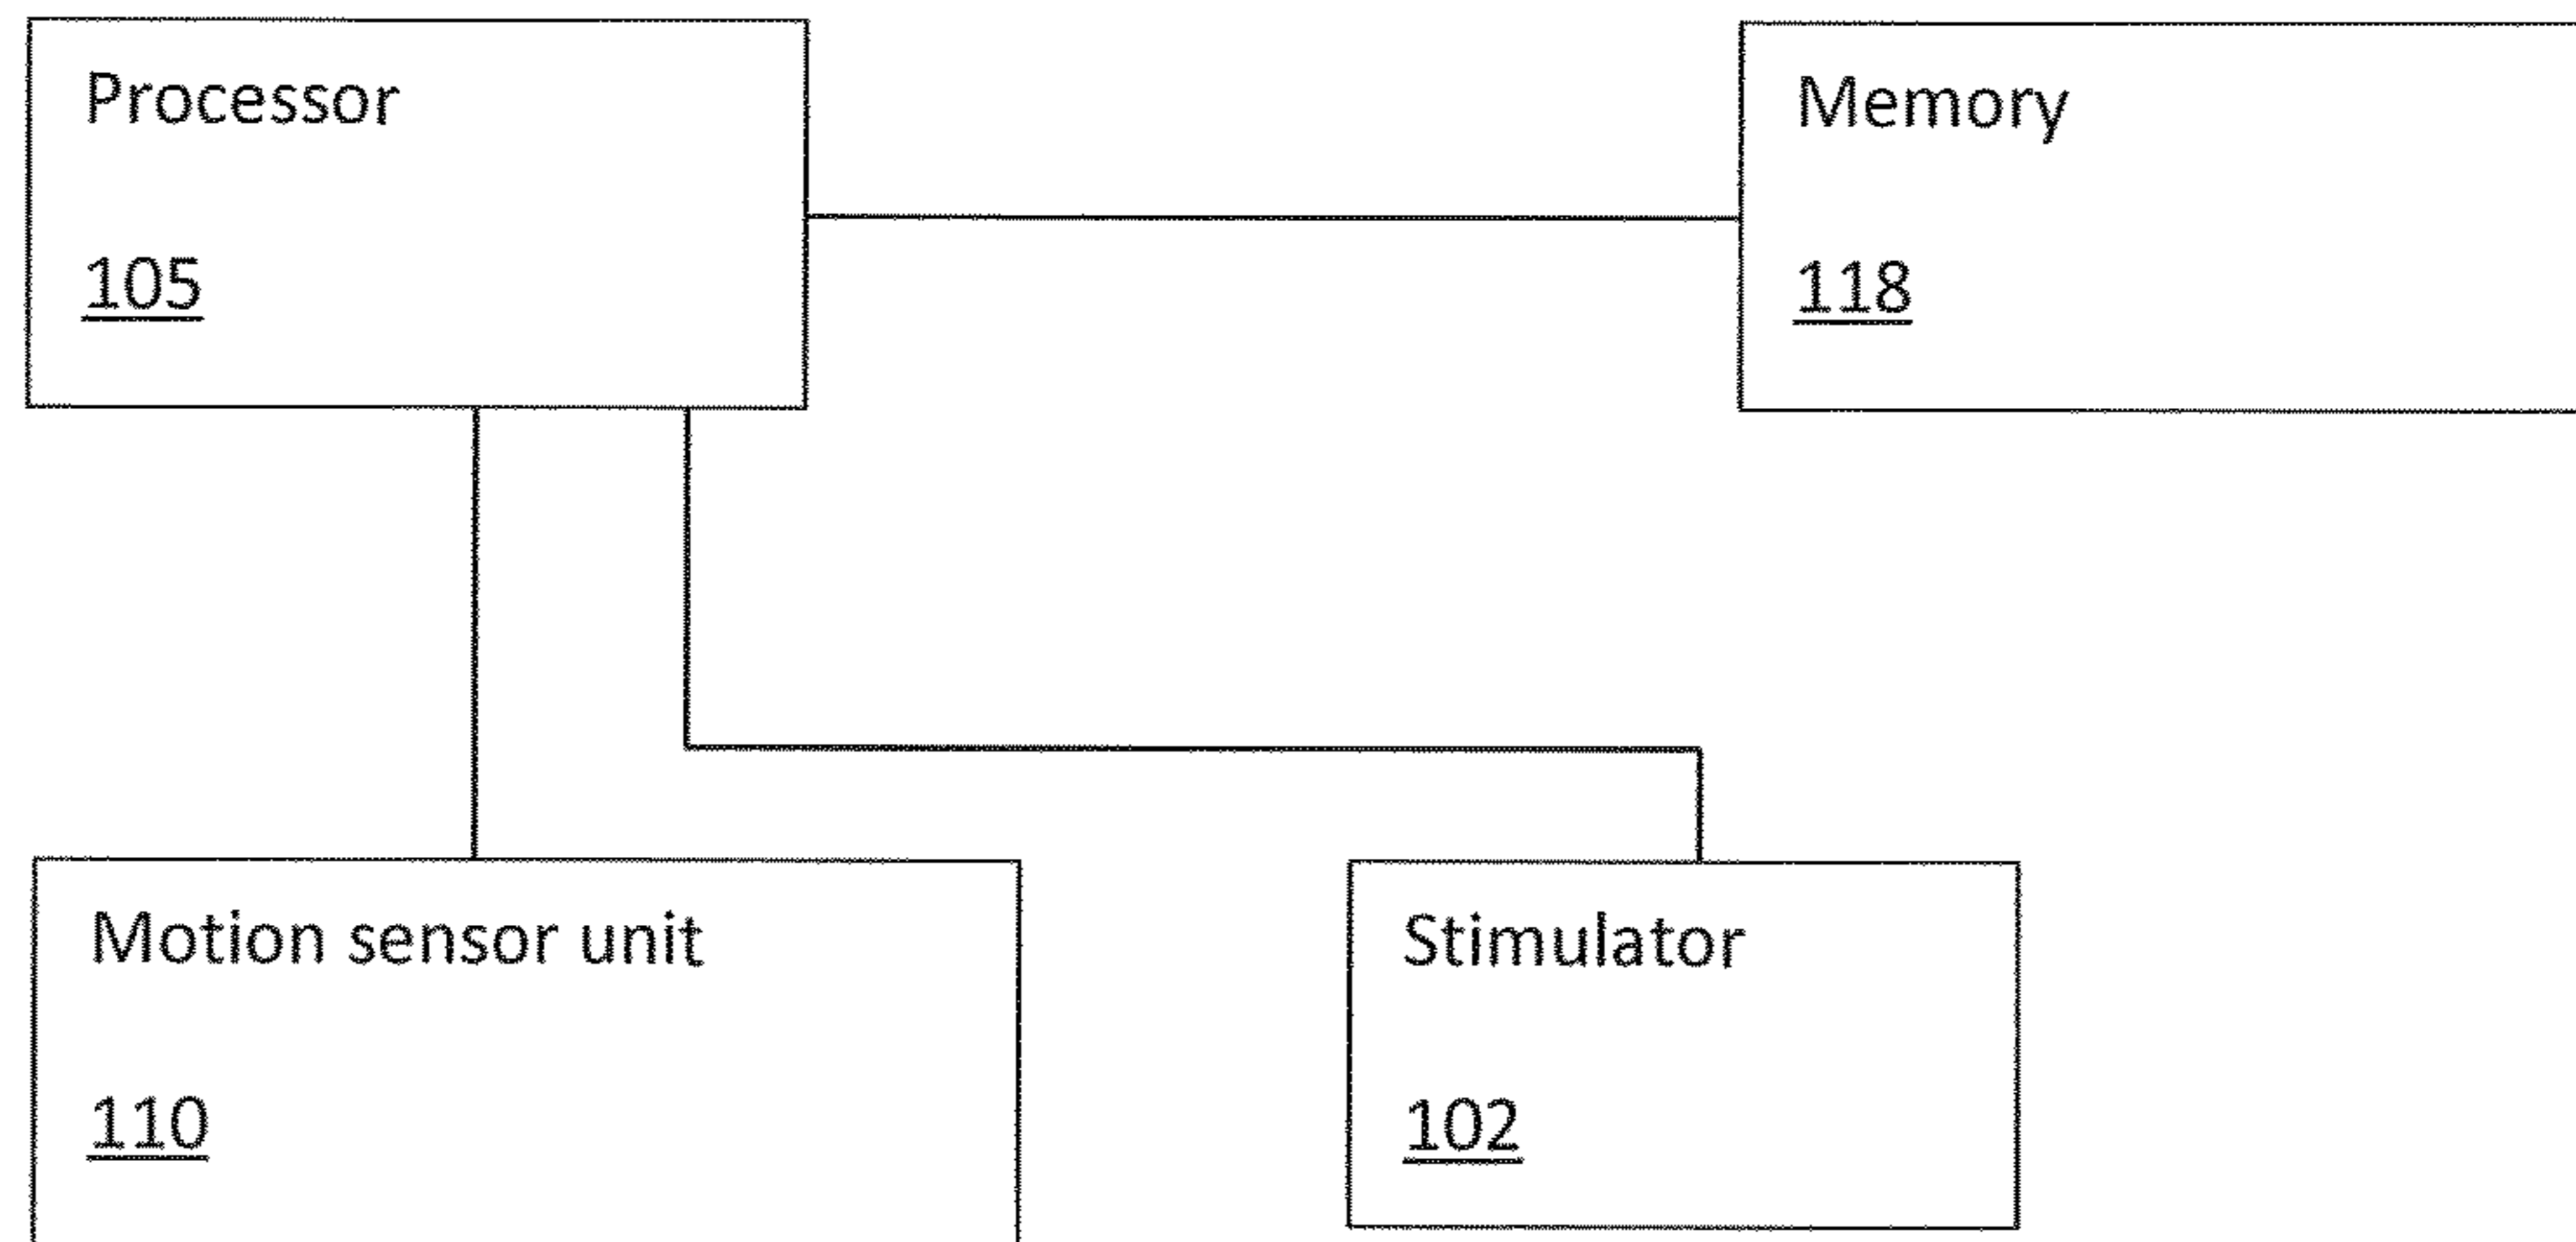 Processor
105
Memory
118
Motion sensor unit
110
Stimulator
102